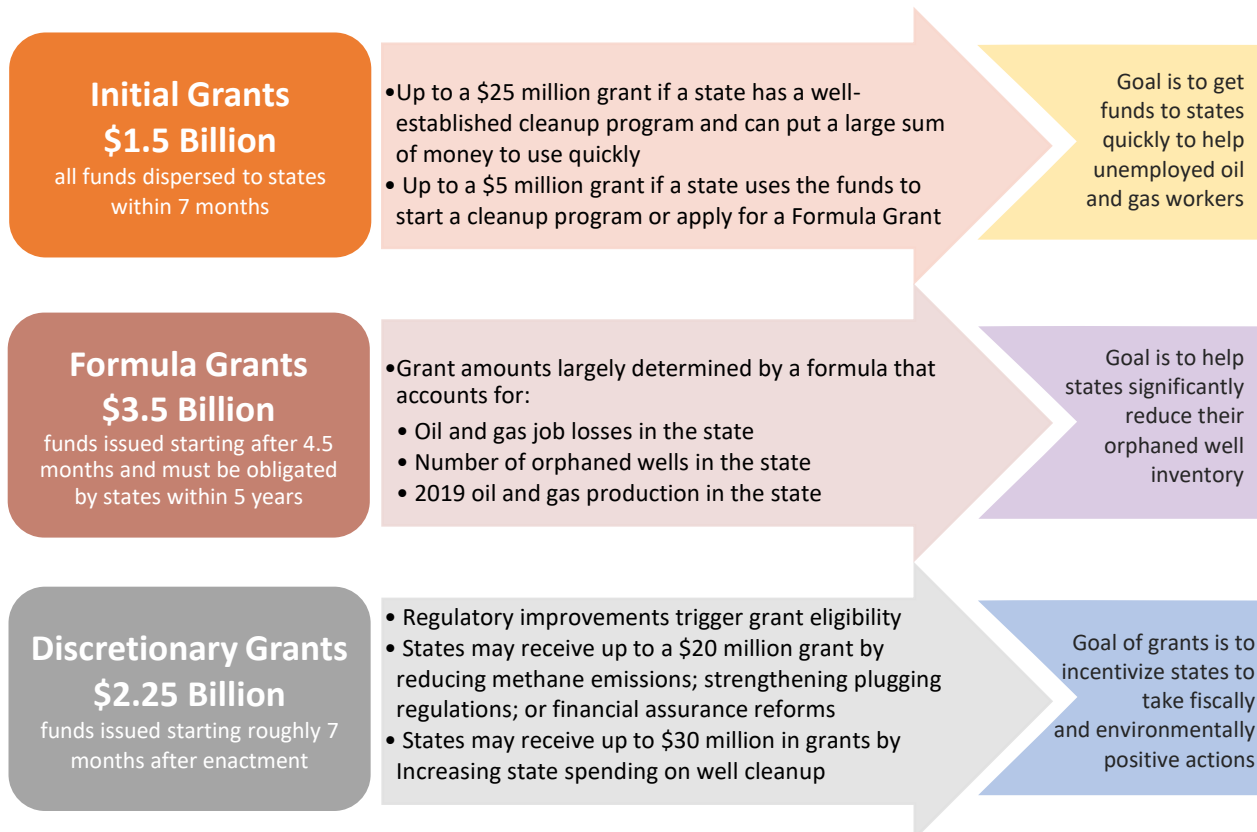 Initial Grants
$1.5 Billion
all funds dispersed to states
within 7 months
•Up to a $25 million grant if a state has a well-
established cleanup program and can put a large sum
of money to use quickly
• Up to a $5 million grant if a state uses the funds to
start a cleanup program or apply for a Formula Grant
Goal is to get
funds to states
quickly to help
unemployed oil
and gas workers
Formula Grants
$3.5 Billion
funds issued starting after 4.5
months and must be obligated
by states within 5 years
•Grant amounts largely determined by a formula that
accounts for:
• Oil and gas job losses in the state
• Number of orphaned wells in the state
• 2019 oil and gas production in the state
Goal is to help
states significantly
reduce their
orphaned well
inventory
Discretionary Grants
$2.25 Billion
funds issued starting roughly 7
months after enactment
• Regulatory improvements trigger grant eligibility
• States may receive up to a $20 million grant by
reducing methane emissions; strengthening plugging
regulations; or financial assurance reforms
• States may receive up to $30 million in grants by
Increasing state spending on well cleanup
Goal of grants is to
incentivize states to
take fiscally
and environmentally
positive actions